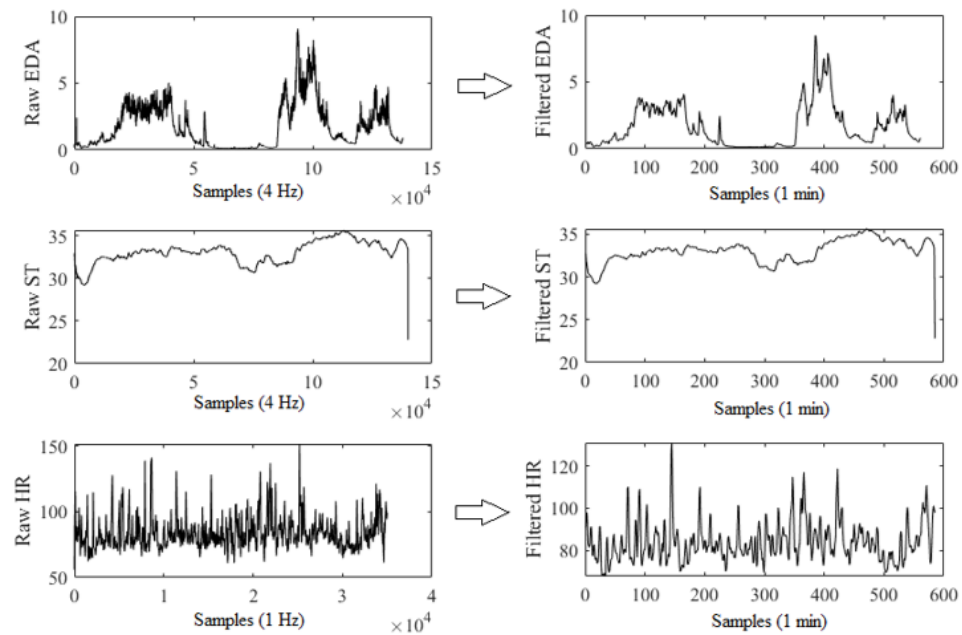 Raw EDA
10
5
0
0 5 10 15
Samples (4 Hz)
×10^4
Filtered EDA
10
5
0
0 100 200 300 400 500 600
Samples (1 min)
Raw ST
35
30
25
20
0 5 10 15
Samples (4 Hz)
×10^4
Filtered ST
35
30
25
20
0 100 200 300 400 500 600
Samples (1 min)
Raw HR
150
100
50
0 1 2 3 4
Samples (1 Hz)
×10^4
Filtered HR
120
100
80
0 100 200 300 400 500 600
Samples (1 min)